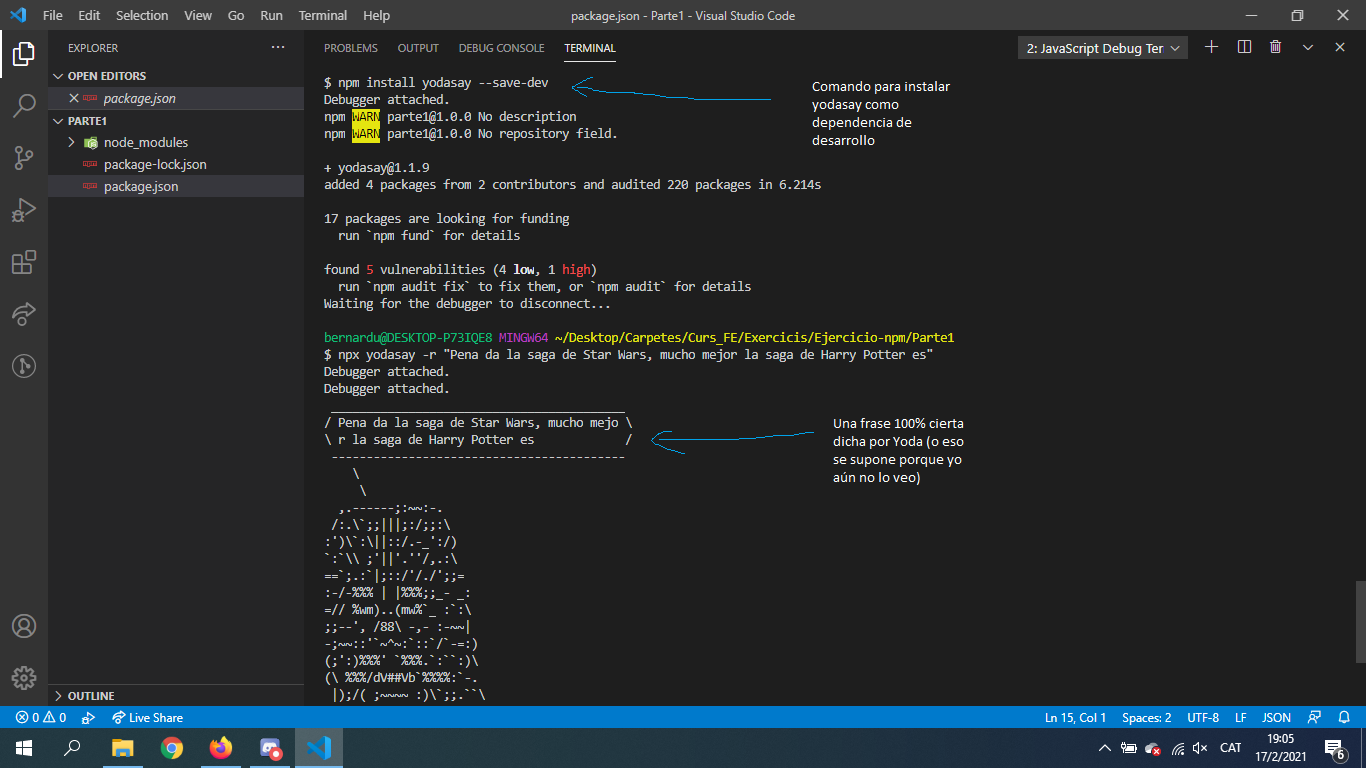 File Edit Selection View Go Run Terminal Help
package.json - Parte1 - Visual Studio Code
EXPLORER
OPEN EDITORS
package.json
PARTE1
node_modules
package-lock.json
package.json
OUTLINE
PROBLEMS OUTPUT DEBUG CONSOLE TERMINAL
2: JavaScript Debug Ter
$ npm install yodasay --save-dev
Debugger attached.
npm WARN parte1@1.0.0 No description
npm WARN parte1@1.0.0 No repository field.
+ yodasay@1.1.9
added 4 packages from 2 contributors and audited 220 packages in 6.214s
17 packages are looking for funding
run `npm fund` for details
found 5 vulnerabilities (4 low, 1 high)
run `npm audit fix` to fix them, or `npm audit` for details
Waiting for the debugger to disconnect...
bernardu@DESKTOP-P73IQE8 MINGW64 ~/Desktop/Carpetes/Curs_FE/Exercicis/Ejercicio-npm/Parte1
$ npx yodasay -r "Pena da la saga de Star Wars, mucho mejor la saga de Harry Potter es"
Debugger attached.
Debugger attached.
 __________________________________________
/ Pena da la saga de Star Wars, mucho mejo \
\ r la saga de Harry Potter es             /
 ------------------------------------------
    \
     \
  ,.------;:~~:-.
 /:.\`;;|||;:/;;:\
:')\`:\||::/.-_':/)
`:`\\ ;'||'.''/,.:\
==`;.:`|;::/'/./';;=
:-/-%%% | |%%%;;_- _:
=// %wm)..(mw%`_ :`:\
;;--', /88\ -,- :-~~|
-;~~::'`~^~:`::`/`-=:)
(;':)%%%' `%%%.`:``:)\
(\ %%%/dV##Vb`%%%%:`-.
 |);/( ;~~~~ :)\`;;.``\
Comando para instalar
yodasay como
dependencia de
desarrollo
Una frase 100% cierta
dicha por Yoda (o eso
se supone porque yo
aún no lo veo)
0 0 Live Share
Ln 15, Col 1 Spaces: 2 UTF-8 LF JSON
CAT
19:05
17/2/2021
6